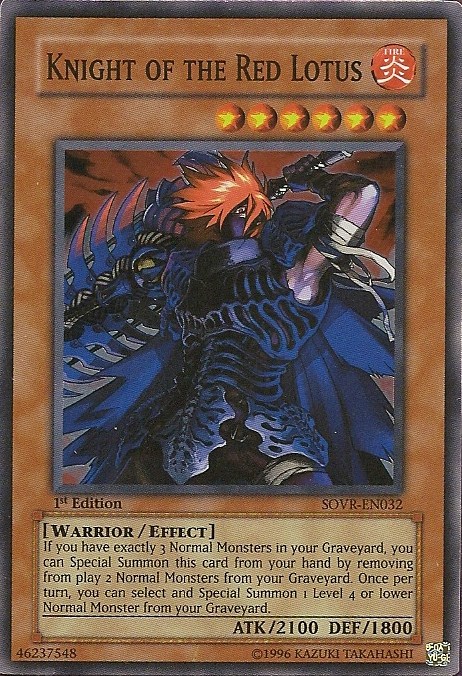 KNIGHT OF THE RED LOTUS
FIRE
炎
1st Edition
SOVR-EN032
[WARRIOR/EFFECT]
If you have exactly 3 Normal Monsters in your Graveyard, you
can Special Summon this card from your hand by removing
from play 2 Normal Monsters from your Graveyard. Once per
turn, you can select and Special Summon 1 Level 4 or lower
Normal Monster from your Graveyard.
ATK/2100 DEF/1800
46237548
©1996 KAZUKI TAKAHASHI